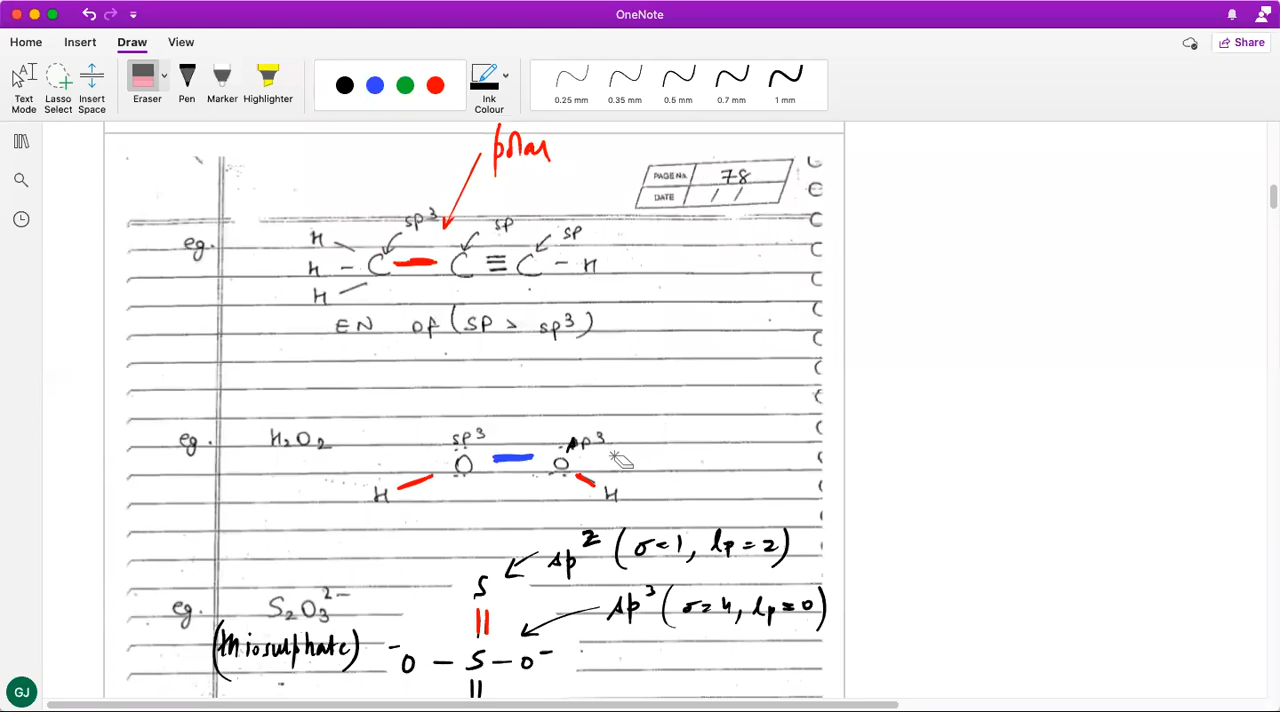 OneNote
Home Insert Draw View
Share
Text Mode
Lasso Select
Insert Space
Eraser
Pen
Marker
Highlighter
Ink Colour
0.25 mm
0.35 mm
0.5 mm
0.7 mm
1 mm
polar
PAGE No. 78
DATE / /
sp³ sp sp
eg. H
H - C — C ≡ C - H
H
EN of (SP > sp³)
eg. H₂O₂ sp³ sp³
O — O
H H
sp² (σ=1, lp=2)
S
eg. S₂O₃²⁻ sp³ (σ=4, lp=0)
||
(Thiosulphate) ⁻O — S — O⁻
||
GJ